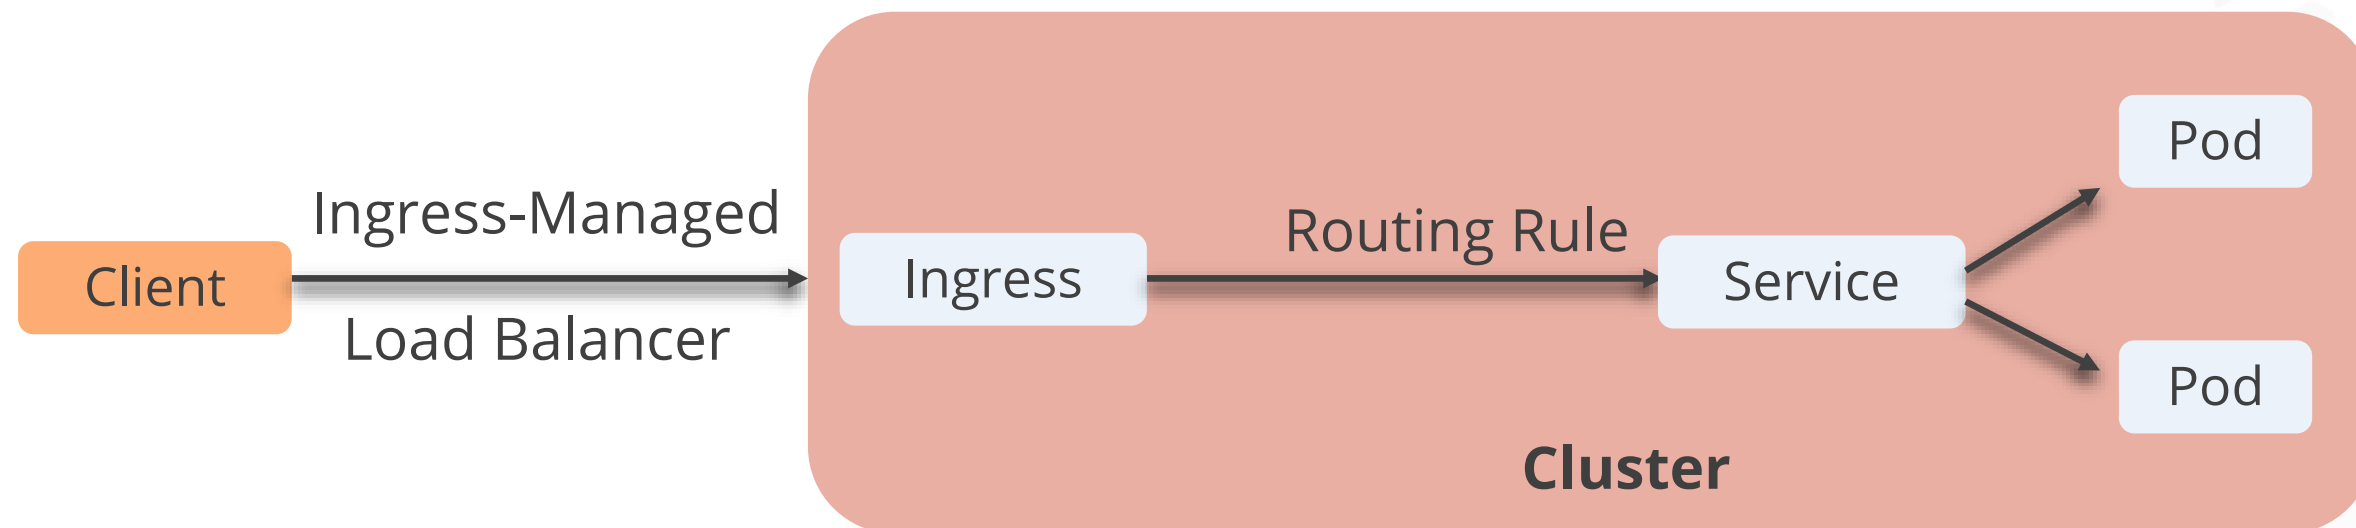 Client
Ingress-Managed
Load Balancer
Ingress
Routing Rule
Service
Pod
Pod
Cluster